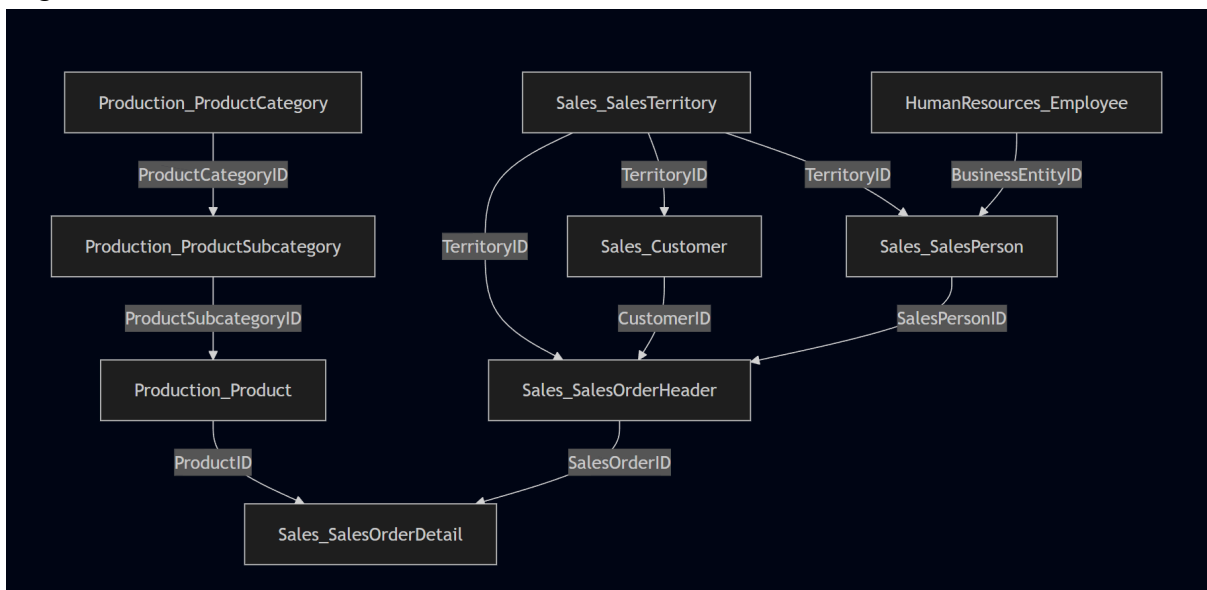 Production_ProductCategory
Sales_SalesTerritory
HumanResources_Employee
ProductCategoryID
TerritoryID
TerritoryID
BusinessEntityID
Production_ProductSubcategory
TerritoryID
Sales_Customer
Sales_SalesPerson
ProductSubcategoryID
CustomerID
SalesPersonID
Production_Product
Sales_SalesOrderHeader
ProductID
SalesOrderID
Sales_SalesOrderDetail